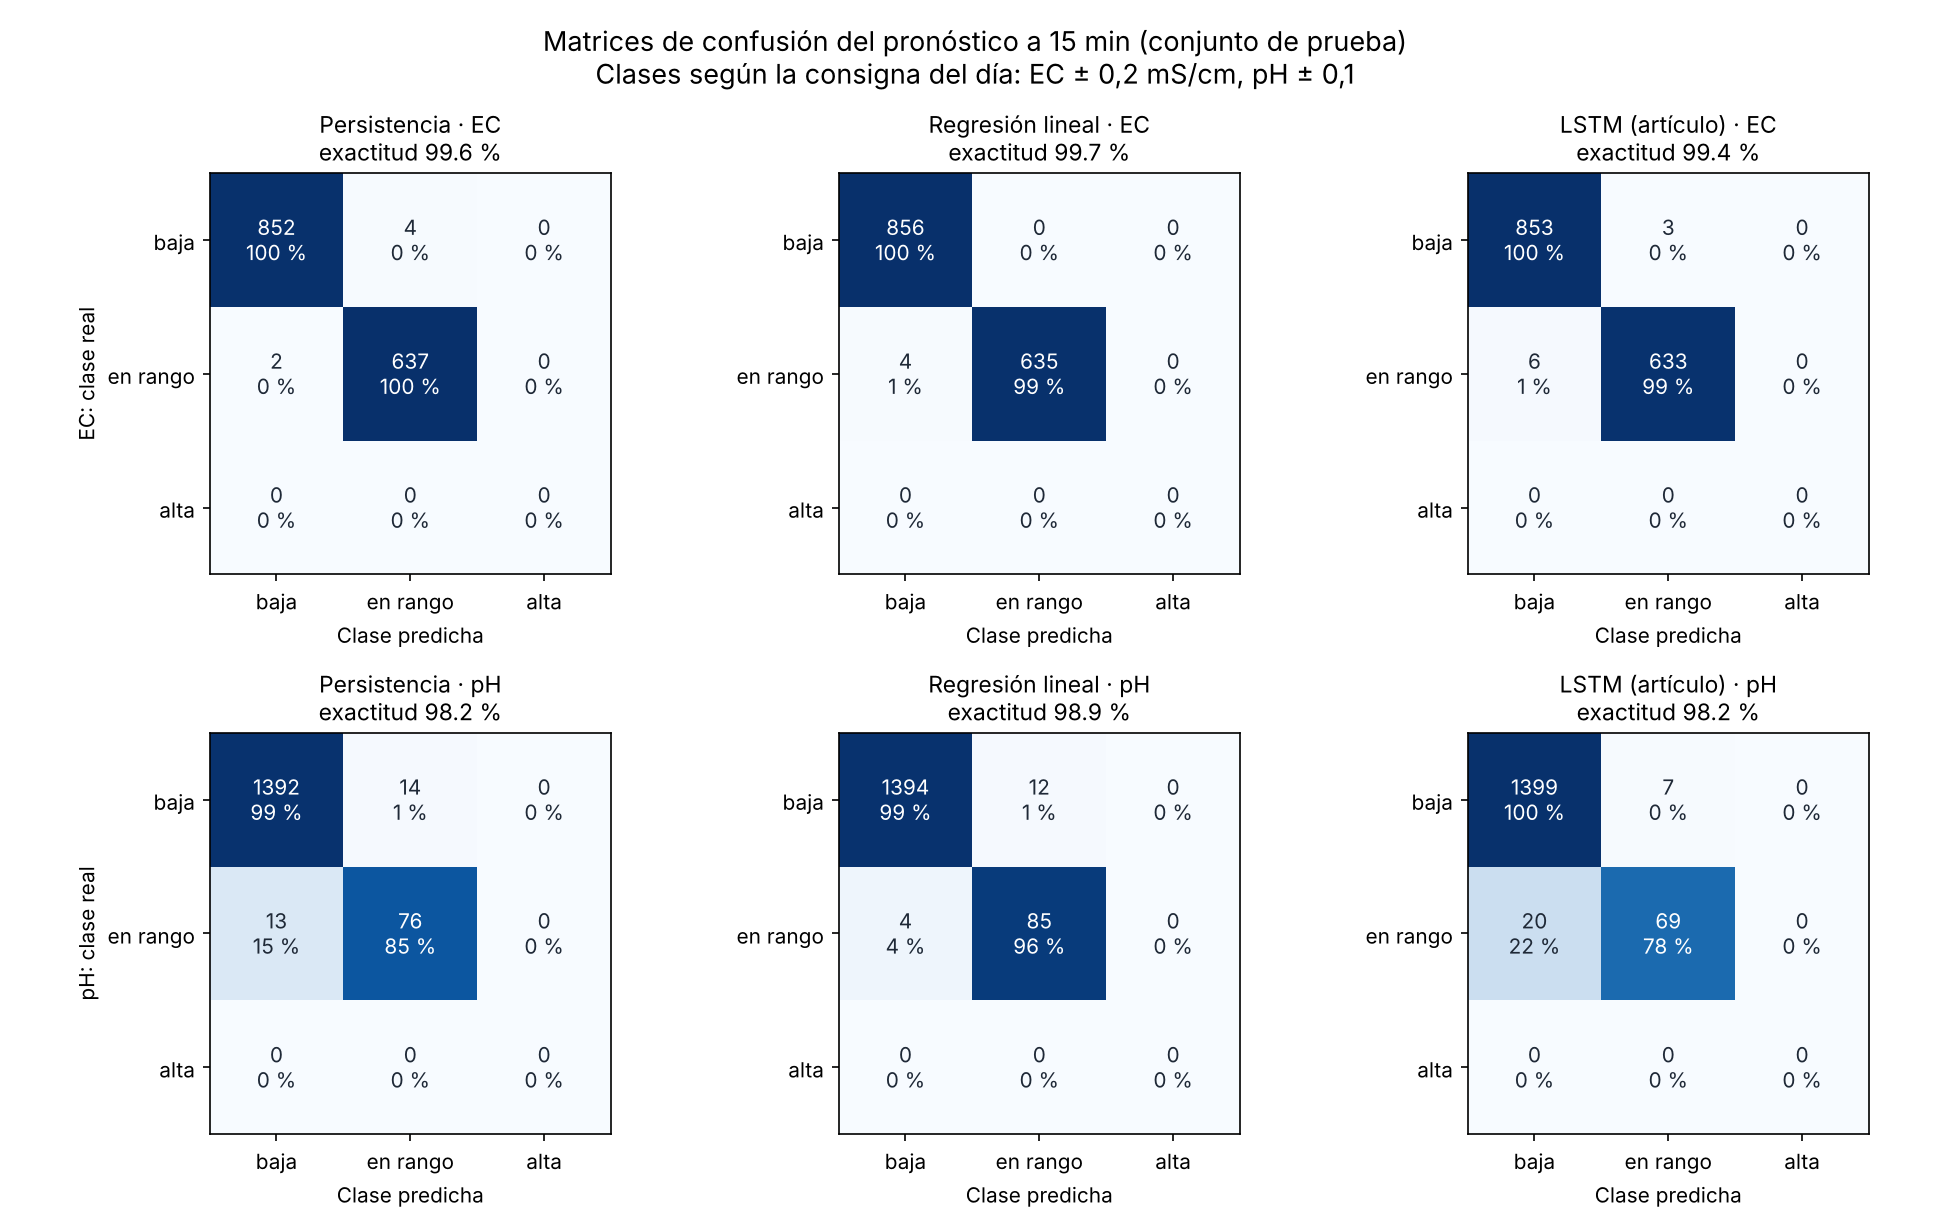 Matrices de confusión del pronóstico a 15 min (conjunto de prueba)
Clases según la consigna del día: EC ± 0,2 mS/cm, pH ± 0,1
Persistencia · EC
exactitud 99.6 %
EC: clase real
baja
852
100 %
4
0 %
0
0 %
en rango
2
0 %
637
100 %
0
0 %
alta
0
0 %
0
0 %
0
0 %
baja
en rango
alta
Clase predicha
Regresión lineal · EC
exactitud 99.7 %
baja
856
100 %
0
0 %
0
0 %
en rango
4
1 %
635
99 %
0
0 %
alta
0
0 %
0
0 %
0
0 %
baja
en rango
alta
Clase predicha
LSTM (artículo) · EC
exactitud 99.4 %
baja
853
100 %
3
0 %
0
0 %
en rango
6
1 %
633
99 %
0
0 %
alta
0
0 %
0
0 %
0
0 %
baja
en rango
alta
Clase predicha
Persistencia · pH
exactitud 98.2 %
pH: clase real
baja
1392
99 %
14
1 %
0
0 %
en rango
13
15 %
76
85 %
0
0 %
alta
0
0 %
0
0 %
0
0 %
baja
en rango
alta
Clase predicha
Regresión lineal · pH
exactitud 98.9 %
baja
1394
99 %
12
1 %
0
0 %
en rango
4
4 %
85
96 %
0
0 %
alta
0
0 %
0
0 %
0
0 %
baja
en rango
alta
Clase predicha
LSTM (artículo) · pH
exactitud 98.2 %
baja
1399
100 %
7
0 %
0
0 %
en rango
20
22 %
69
78 %
0
0 %
alta
0
0 %
0
0 %
0
0 %
baja
en rango
alta
Clase predicha